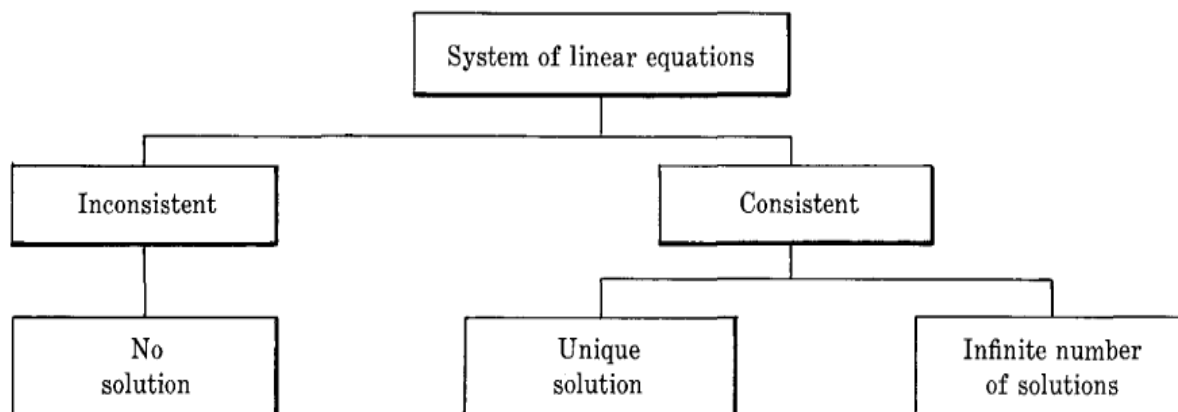 System of linear equations
Inconsistent
Consistent
No
solution
Unique
solution
Infinite number
of solutions